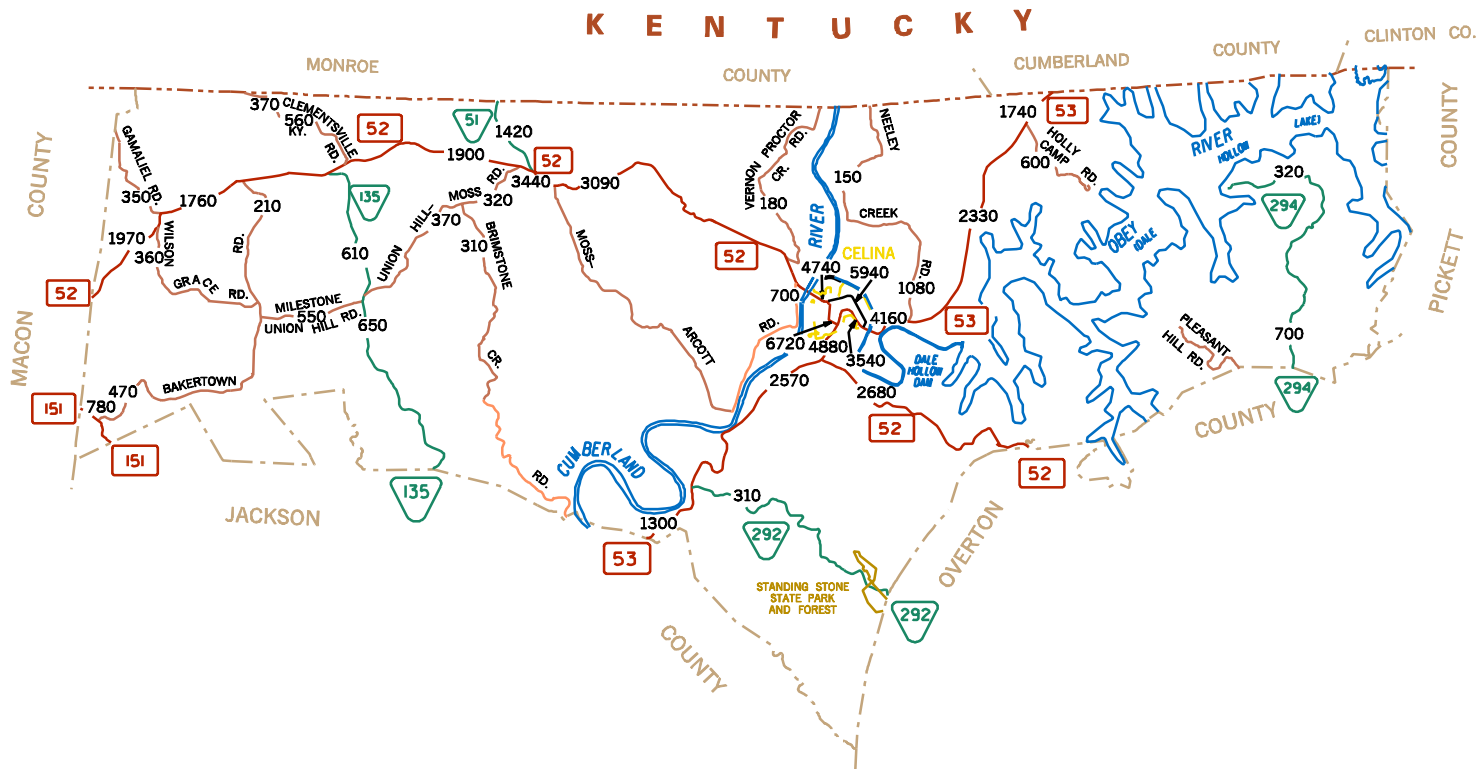 KENTUCKY
MONROE
COUNTY
CUMBERLAND
COUNTY
CLINTON CO.
370
CLEMENTSVILLE
560
KY.
RD.
52
51
1420
1740
53
HOLLY
CAMP
RD.
600
RIVER
HOLLOW
LAKE)
COUNTY
COUNTY
GAMALIEL RD.
1900
52
VERNON PROCTOR
RD.
CR.
NEELEY
150
320
294
3500
1760
210
135
MOSS
RD.
3440
3090
320
180
CREEK
2330
1970
360
WILSON
RD.
610
UNION
HILL-
370
310
BRIMSTONE
MOSS-
52
RIVER
CELINA
OBEY
(DALE
52
GRACE
RD.
MILESTONE
550
UNION HILL RD.
650
4740
5940
700
RD
1080
53
PICKETT
MACON
ARCOTT
RD.
6720
4880
4160
3540
DALE
HOLLOW
DAM
PLEASANT
HILL RD.
700
151
780
470
BAKERTOWN
CR.
2570
2680
294
151
52
COUNTY
135
CUMBERLAND
52
RD.
JACKSON
310
1300
53
292
OVERTON
STANDING STONE
STATE PARK
AND FOREST
292
COUNTY